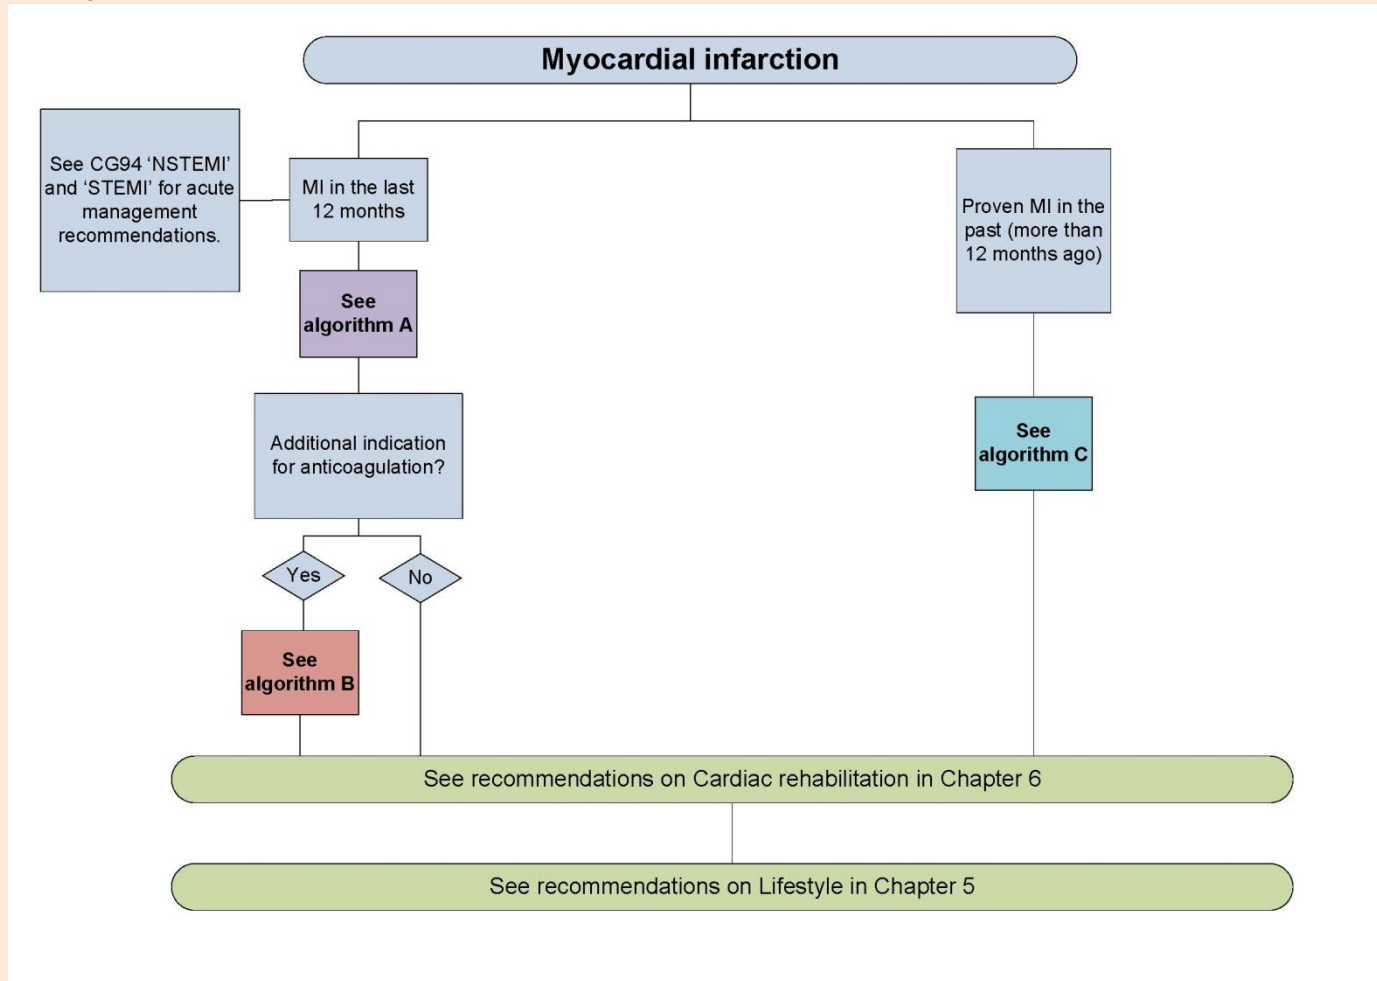 Myocardial infarction
See CG94 ‘NSTEMI’
and ‘STEMI’ for acute
management
recommendations.
MI in the last
12 months
Proven MI in the
past (more than
12 months ago)
See
algorithm A
See
algorithm C
Additional indication
for anticoagulation?
Yes
No
See
algorithm B
See recommendations on Cardiac rehabilitation in Chapter 6
See recommendations on Lifestyle in Chapter 5